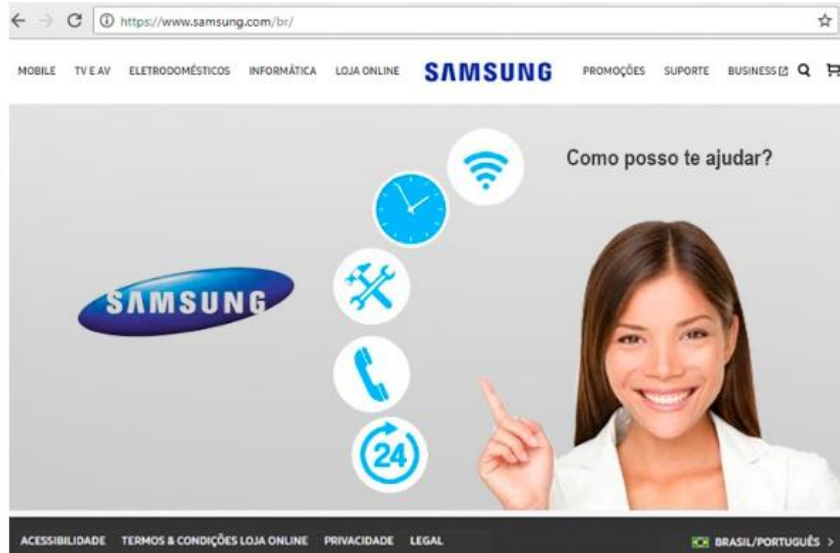 https://www.samsung.com/br/
MOBILE TV E AV ELETRODOMÉSTICOS INFORMÁTICA LOJA ONLINE SAMSUNG PROMOÇÕES SUPORTE BUSINESS
Como posso te ajudar?
SAMSUNG
24
ACESSIBILIDADE TERMOS & CONDIÇÕES LOJA ONLINE PRIVACIDADE LEGAL BRASIL/PORTUGUÊS >